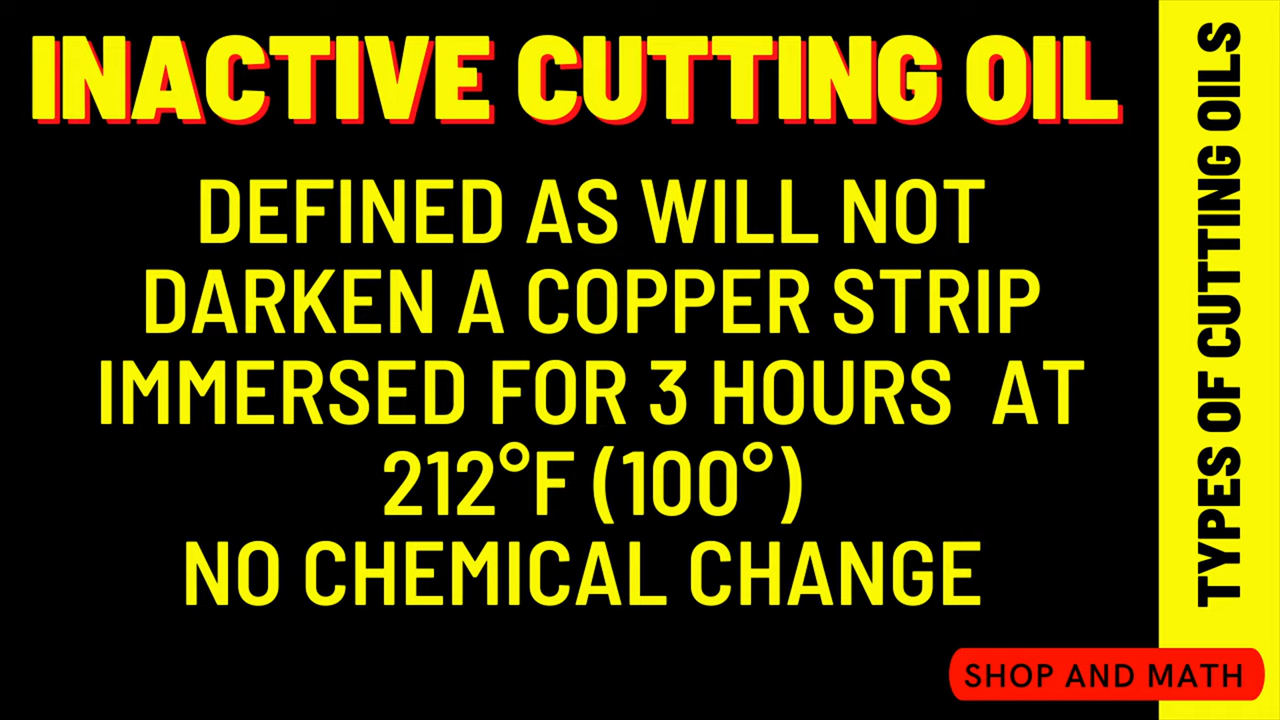 INACTIVE CUTTING OIL
DEFINED AS WILL NOT
DARKEN A COPPER STRIP
IMMERSED FOR 3 HOURS AT
212°F (100°)
NO CHEMICAL CHANGE
TYPES OF CUTTING OILS
SHOP AND MATH